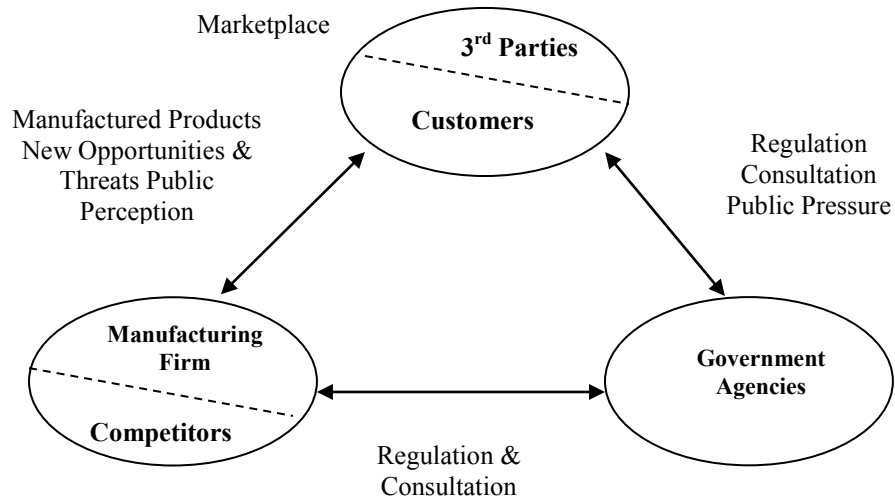 Marketplace
3rd Parties
Customers
Manufactured Products
New Opportunities &
Threats Public
Perception
Regulation
Consultation
Public Pressure
Manufacturing
Firm
Competitors
Government
Agencies
Regulation &
Consultation